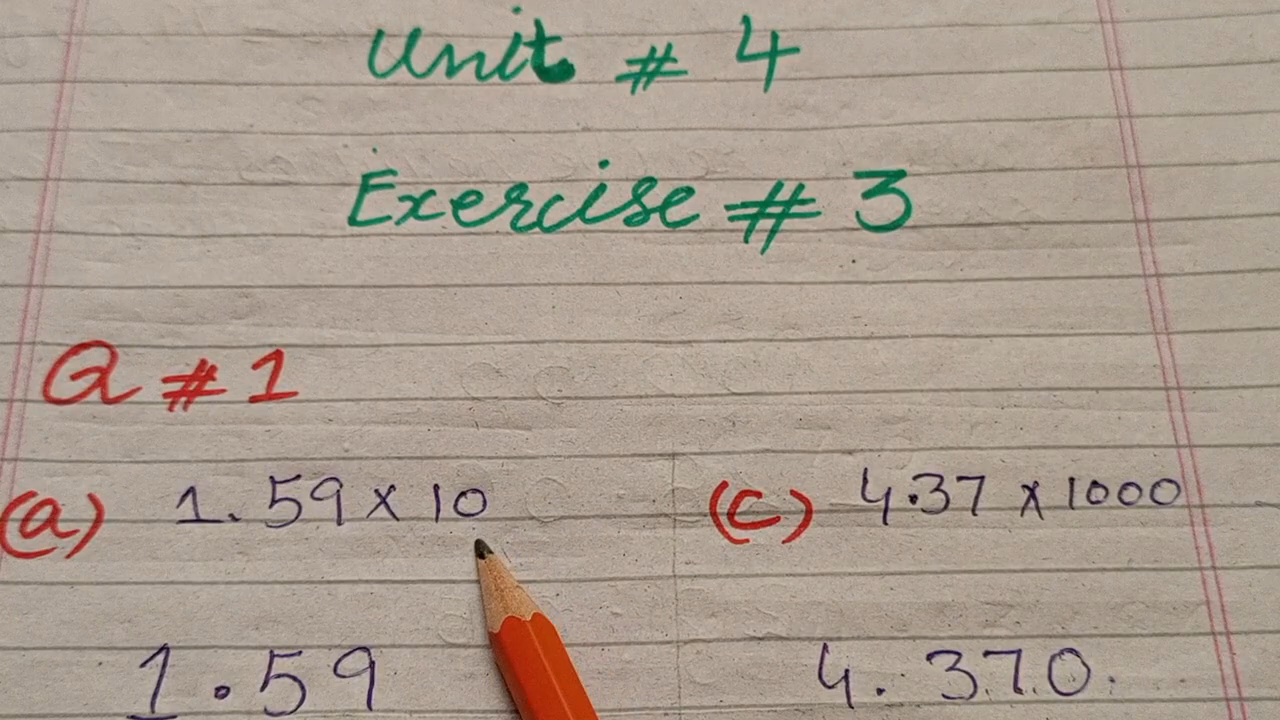 Unit # 4
Exercise # 3
Q # 1
(a) 1.59 x 10 (c) 4.37 x 1000
1.59 4.370.